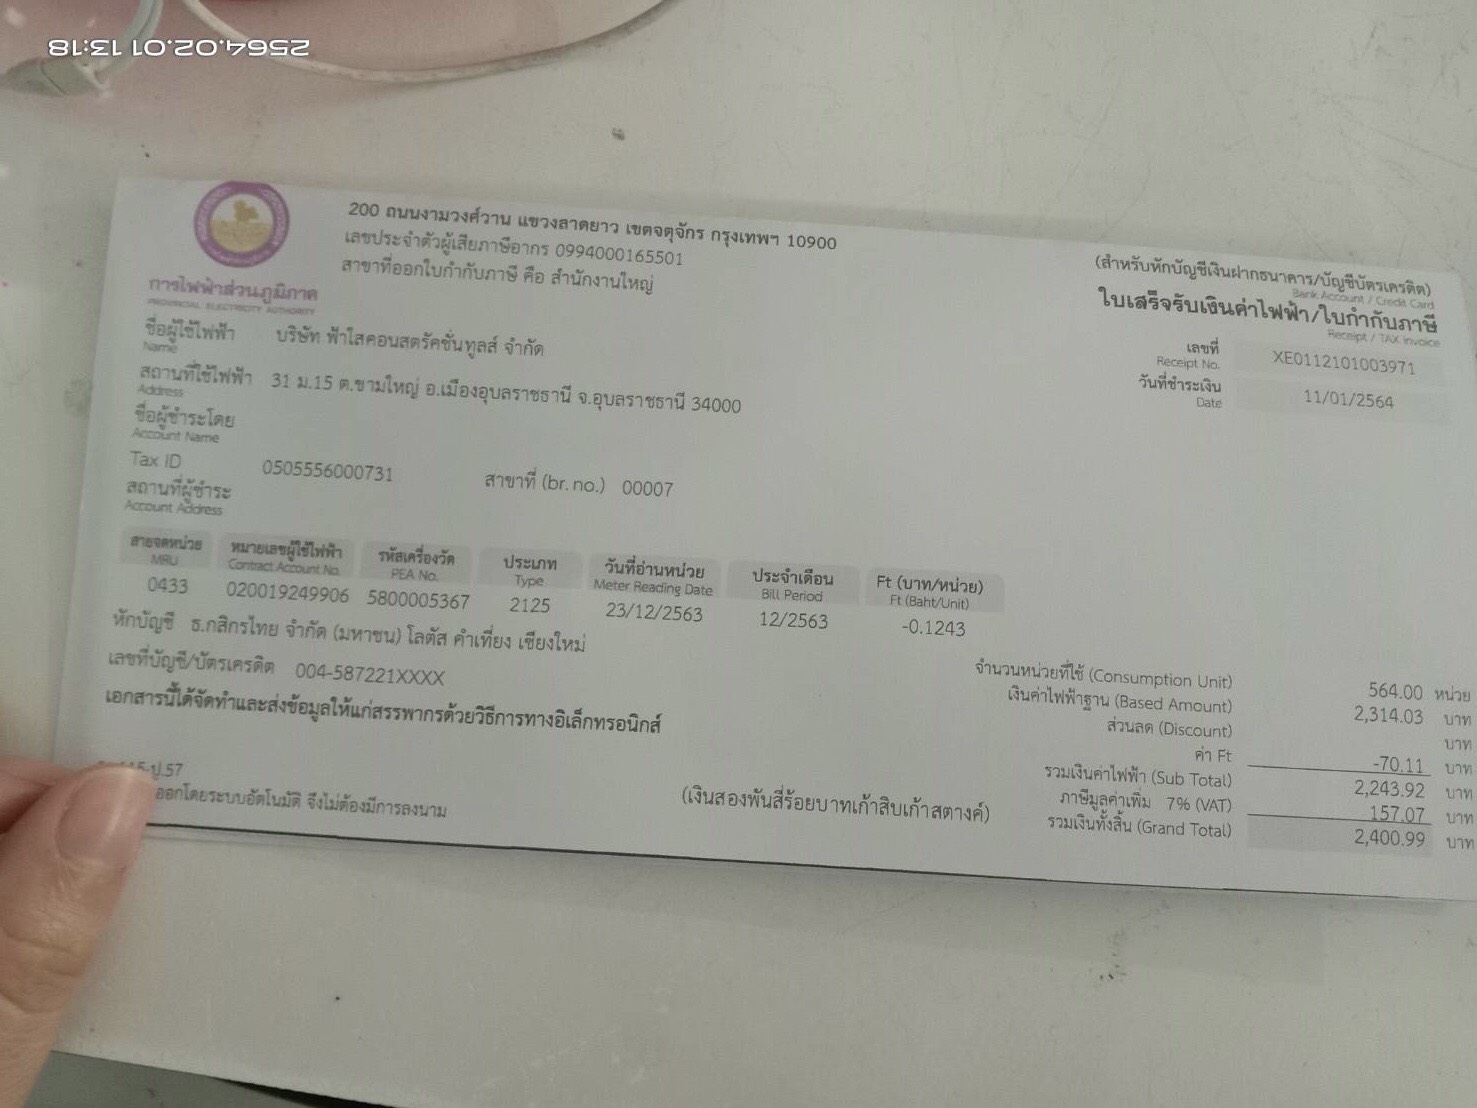 2564.02.01 13:18
200 ถนนงามวงศ์วาน แขวงลาดยาว เขตจตุจักร กรุงเทพฯ 10900
เลขประจำตัวผู้เสียภาษีอากร 0994000165501
สาขาที่ออกใบกำกับภาษี คือ สำนักงานใหญ่
การไฟฟ้าส่วนภูมิภาค
PROVINCIAL ELECTRICITY AUTHORITY
(สำหรับหักบัญชีเงินฝากธนาคาร/บัญชีบัตรเครดิต)
Bank Account / Credit Card
ใบเสร็จรับเงินค่าไฟฟ้า/ใบกำกับภาษี
Receipt / TAX Invoice
เลขที่ XE0112101003971
Receipt No.
วันที่ชำระเงิน 11/01/2564
Date
ชื่อผู้ใช้ไฟฟ้า บริษัท ฟ้าใสคอนสตรัคชั่นทูลส์ จำกัด
Name
สถานที่ใช้ไฟฟ้า 31 ม.15 ต.ขามใหญ่ อ.เมืองอุบลราชธานี จ.อุบลราชธานี 34000
Address
ชื่อผู้ชำระโดย
Account Name
Tax ID 0505556000731 สาขาที่ (br. no.) 00007
สถานที่ผู้ชำระ
Account Address
สายจดหน่วย หมายเลขผู้ใช้ไฟฟ้า รหัสเครื่องวัด ประเภท วันที่อ่านหน่วย ประจำเดือน Ft (บาท/หน่วย)
MRU Contract Account No. PEA No. Type Meter Reading Date Bill Period Ft (Baht/Unit)
0433 020019249906 5800005367 2125 23/12/2563 12/2563 -0.1243
หักบัญชี ธ.กสิกรไทย จำกัด (มหาชน) โลตัส คำเที่ยง เชียงใหม่
เลขที่บัญชี/บัตรเครดิต 004-587221XXXX
เอกสารนี้ได้จัดทำและส่งข้อมูลให้แก่สรรพากรด้วยวิธีการทางอิเล็กทรอนิกส์
จำนวนหน่วยที่ใช้ (Consumption Unit) 564.00 หน่วย
เงินค่าไฟฟ้าฐาน (Based Amount) 2,314.03 บาท
ส่วนลด (Discount) บาท
ค่า Ft -70.11 บาท
รวมเงินค่าไฟฟ้า (Sub Total) 2,243.92 บาท
ภาษีมูลค่าเพิ่ม 7% (VAT) 157.07 บาท
รวมเงินทั้งสิ้น (Grand Total) 2,400.99 บาท
-ป.57
ออกโดยระบบอัตโนมัติ จึงไม่ต้องมีการลงนาม
(เงินสองพันสี่ร้อยบาทเก้าสิบเก้าสตางค์)